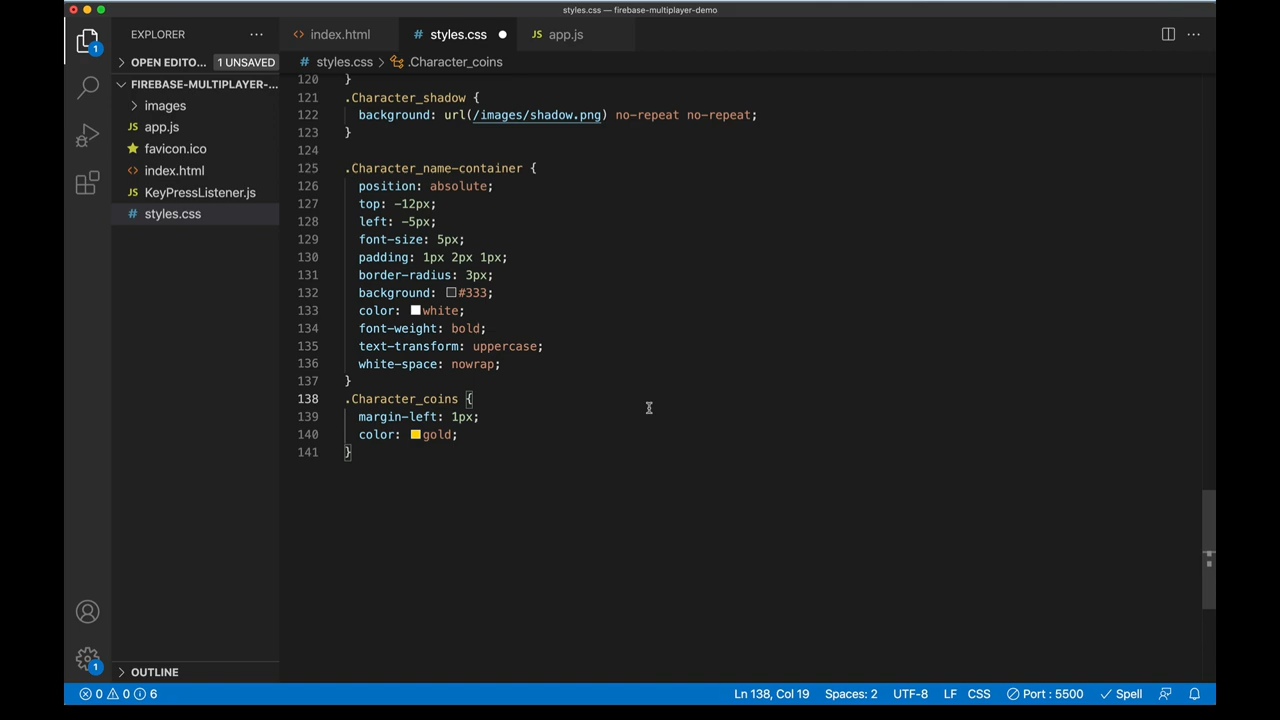 styles.css — firebase-multiplayer-demo
EXPLORER
index.html
styles.css
app.js
OPEN EDITO... 1 UNSAVED
styles.css > .Character_coins
FIREBASE-MULTIPLAYER-...
images
app.js
favicon.ico
index.html
KeyPressListener.js
styles.css
OUTLINE
1
1
120 }
121 .Character_shadow {
122 background: url(/images/shadow.png) no-repeat no-repeat;
123 }
124
125 .Character_name-container {
126 position: absolute;
127 top: -12px;
128 left: -5px;
129 font-size: 5px;
130 padding: 1px 2px 1px;
131 border-radius: 3px;
132 background: #333;
133 color: white;
134 font-weight: bold;
135 text-transform: uppercase;
136 white-space: nowrap;
137 }
138 .Character_coins {
139 margin-left: 1px;
140 color: gold;
141 }
0 0 6
Ln 138, Col 19 Spaces: 2 UTF-8 LF CSS Port : 5500 Spell